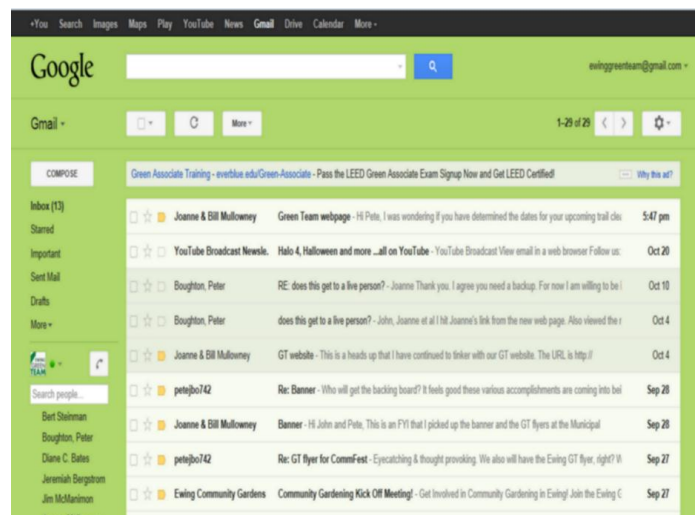 +You Search Images Maps Play YouTube News Gmail Drive Calendar More
Google
ewinggreenteam@gmail.com
Gmail
More
1–29 of 29
COMPOSE
Green Associate Training - everblue.edu/Green-Associate - Pass the LEED Green Associate Exam Signup Now and Get LEED Certified!
Why this ad?
Inbox (13)
Starred
Important
Sent Mail
Drafts
More
TEAM
Search people...
Bert Steinman
Boughton, Peter
Diane C. Bates
Jeremiah Bergstrom
Jim McManimon
Joanne & Bill Mullowney Green Team webpage - Hi Pete, I was wondering if you have determined the dates for your upcoming trail 5:47 pm
YouTube Broadcast Newsle. Halo 4, Halloween and more ...all on YouTube - YouTube Broadcast View email in a web browser Follow us: Oct 20
Boughton, Peter RE: does this get to a live person? - Joanne Thank you. I agree you need a backup. For now I am willing to be Oct 10
Boughton, Peter does this get to a live person? - John, Joanne et al I hit Joanne's link from the new web page. Also viewed the Oct 4
Joanne & Bill Mullowney GT website - This is a heads up that I have continued to tinker with our GT website. The URL is http:// Oct 4
petejbo742 Re: Banner - Who will get the backing board? It feels good these various accomplishments are coming into Sep 28
Joanne & Bill Mullowney Banner - Hi John and Pete, This is an FYI that I picked up the banner and the GT flyers at the Municipal Sep 28
petejbo742 Re: GT flyer for CommFest - Eyecatching & thought provoking. We also will have the Ewing GT flyer, right? Sep 27
Ewing Community Gardens Community Gardening Kick Off Meeting! - Get Involved in Community Gardening in Ewing! Join the Ewing Sep 27